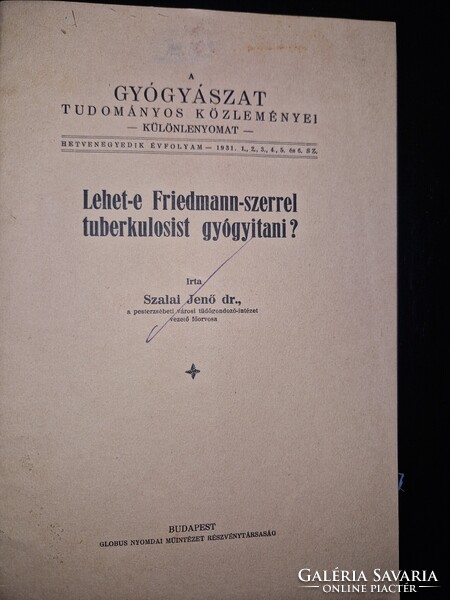 A
GYÓGYÁSZAT
TUDOMÁNYOS KÖZLEMÉNYEI
— KÜLÖNLENYOMAT —
HETVENEGYEDIK ÉVFOLYAM — 1931. 1., 2., 3., 4., 5. és 6. SZ.
Lehet-e Friedmann-szerrel
tuberkulosist gyógyitani?
Irta
Szalai Jenő dr.,
a pesterzsébeti városi tüdőgondozó-intézet
vezető főorvosa
BUDAPEST
GLOBUS NYOMDAI MŰINTÉZET RÉSZVÉNYTÁRSASÁG
GALÉRIA SAVARIA
ONLINE PIACTÉR